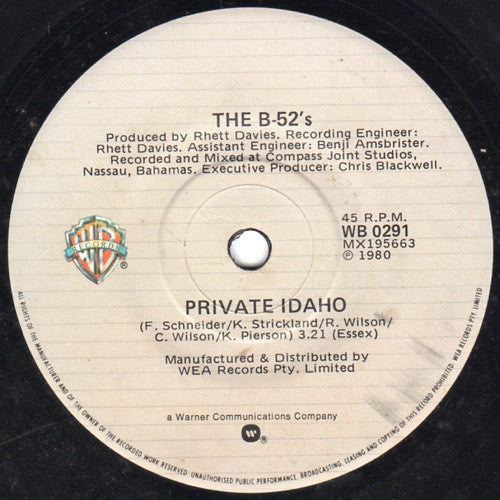 THE B-52's
Produced by Rhett Davies. Recording Engineer:
Rhett Davies. Assistant Engineer: Benji Amsbrister.
Recorded and Mixed at Compass Joint Studios,
Nassau, Bahamas. Executive Producer: Chris Blackwell.
WB
RECORDS
®
45 R.P.M.
WB 0291
MX195663
℗ 1980
PRIVATE IDAHO
(F. Schneider/K. Strickland/R. Wilson/
C. Wilson/K. Pierson) 3.21 (Essex)
Manufactured & Distributed by
WEA Records Pty. Limited
a Warner Communications Company
®
ALL RIGHTS OF THE MANUFACTURER AND OF THE OWNER OF THE RECORDED WORK RESERVED. UNAUTHORISED PUBLIC PERFORMANCE, BROADCASTING, LEASING AND COPYING OF THIS RECORD PROHIBITED. WEA RECORDS PTY. LIMITED